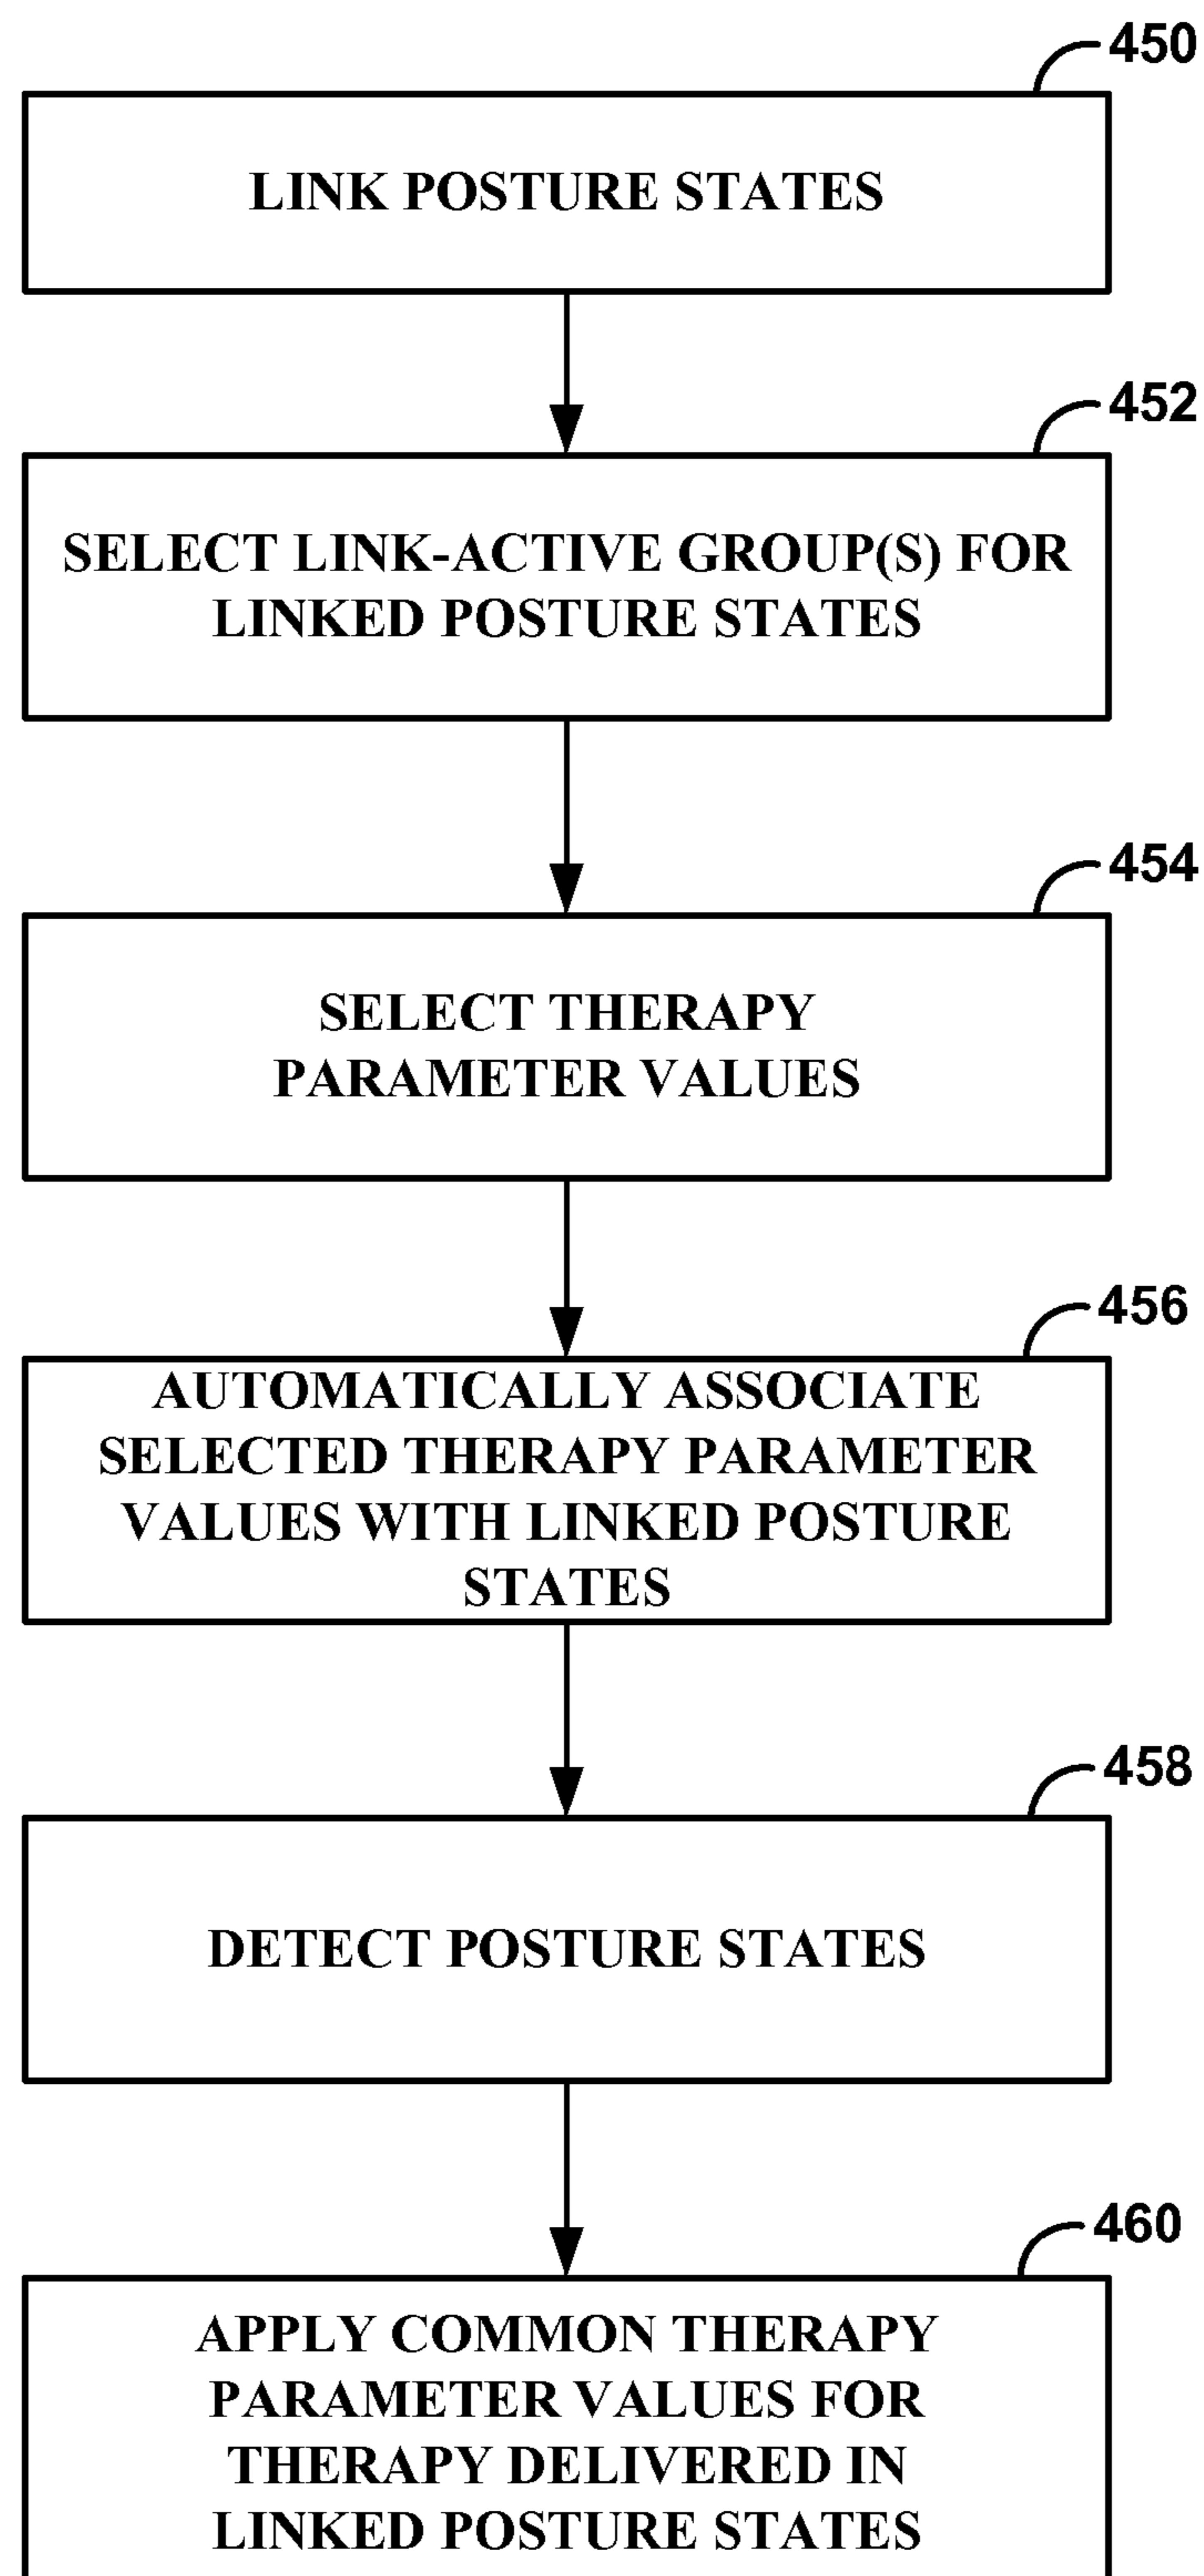 450
LINK POSTURE STATES
452
SELECT LINK-ACTIVE GROUP(S) FOR
LINKED POSTURE STATES
454
SELECT THERAPY
PARAMETER VALUES
456
AUTOMATICALLY ASSOCIATE
SELECTED THERAPY PARAMETER
VALUES WITH LINKED POSTURE
STATES
458
DETECT POSTURE STATES
460
APPLY COMMON THERAPY
PARAMETER VALUES FOR
THERAPY DELIVERED IN
LINKED POSTURE STATES